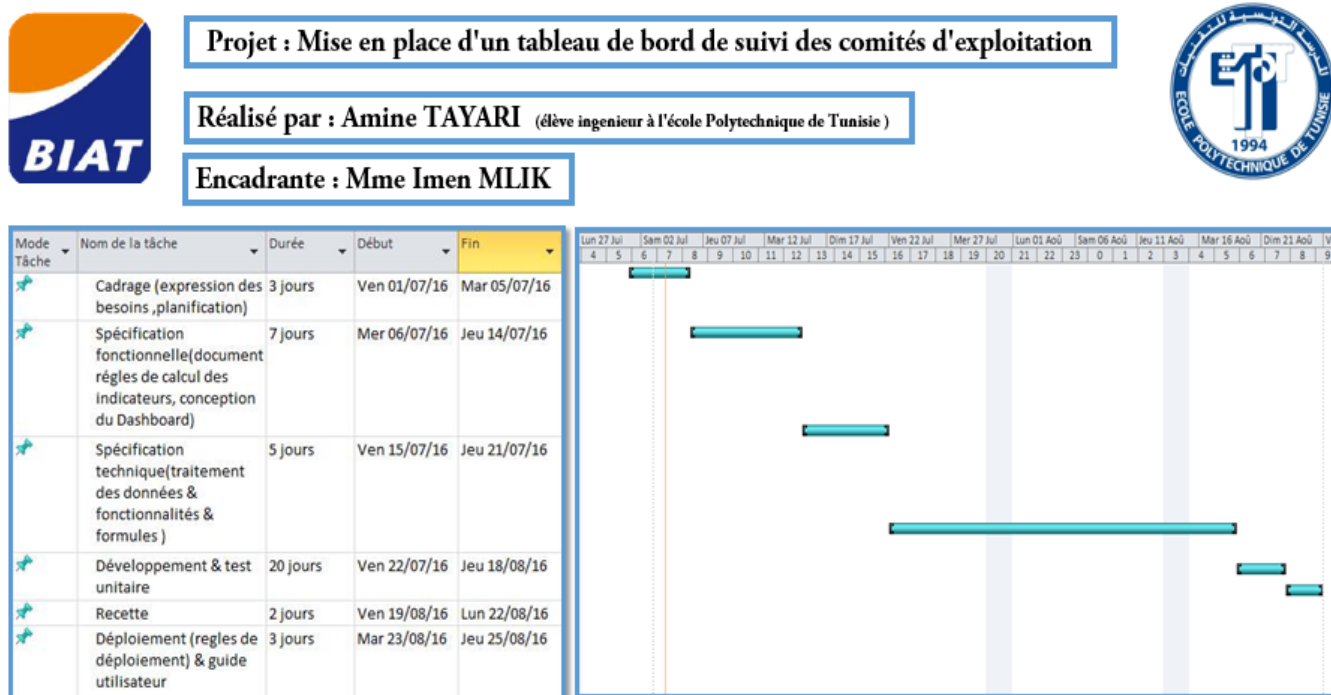 BIAT
Projet : Mise en place d'un tableau de bord de suivi des comités d'exploitation
Réalisé par : Amine TAYARI (élève ingenieur à l'école Polytechnique de Tunisie )
Encadrante : Mme Imen MLIK
EPT
1994
ECOLE POLYTECHNIQUE DE TUNISIE
Mode Tâche Nom de la tâche Durée Début Fin
Cadrage (expression des 3 jours Ven 01/07/16 Mar 05/07/16
besoins ,planification)
Spécification 7 jours Mer 06/07/16 Jeu 14/07/16
fonctionnelle(document
régles de calcul des
indicateurs, conception
du Dashboard)
Spécification 5 jours Ven 15/07/16 Jeu 21/07/16
technique(traitement
des données &
fonctionnalités &
formules )
Développement & test 20 jours Ven 22/07/16 Jeu 18/08/16
unitaire
Recette 2 jours Ven 19/08/16 Lun 22/08/16
Déploiement (regles de 3 jours Mar 23/08/16 Jeu 25/08/16
déploiement) & guide
utilisateur
Lun 27 Jui Sam 02 Jul Jeu 07 Jul Mar 12 Jul Dim 17 Jul Ven 22 Jul Mer 27 Jul Lun 01 Aoû Sam 06 Aoû Jeu 11 Aoû Mar 16 Aoû Dim 21 Aoû V
4 5 6 7 8 9 10 11 12 13 14 15 16 17 18 19 20 21 22 23 0 1 2 3 4 5 6 7 8 9